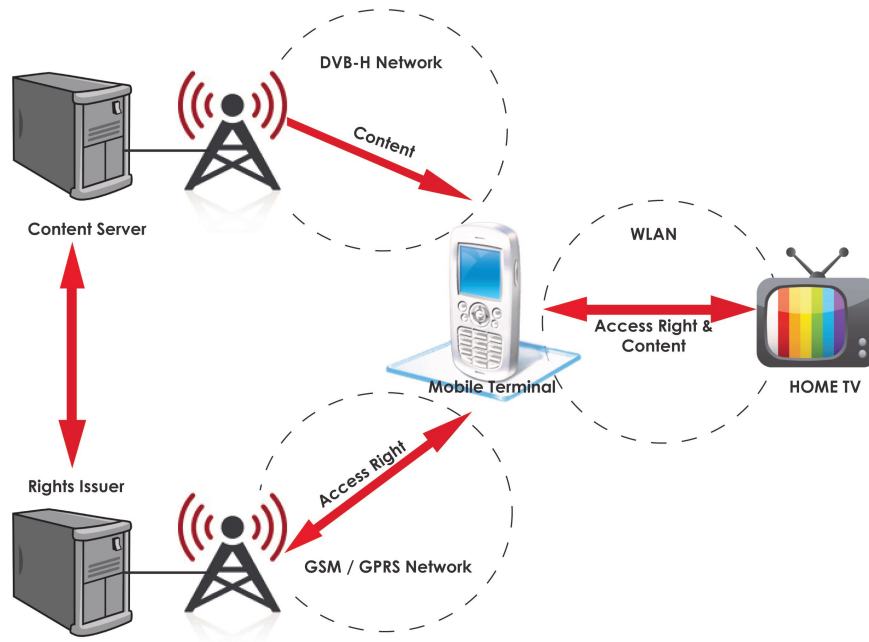 DVB-H Network
Content
Content Server
WLAN
Access Right &
Content
Mobile Terminal
HOME TV
Rights Issuer
Access Right
GSM / GPRS Network